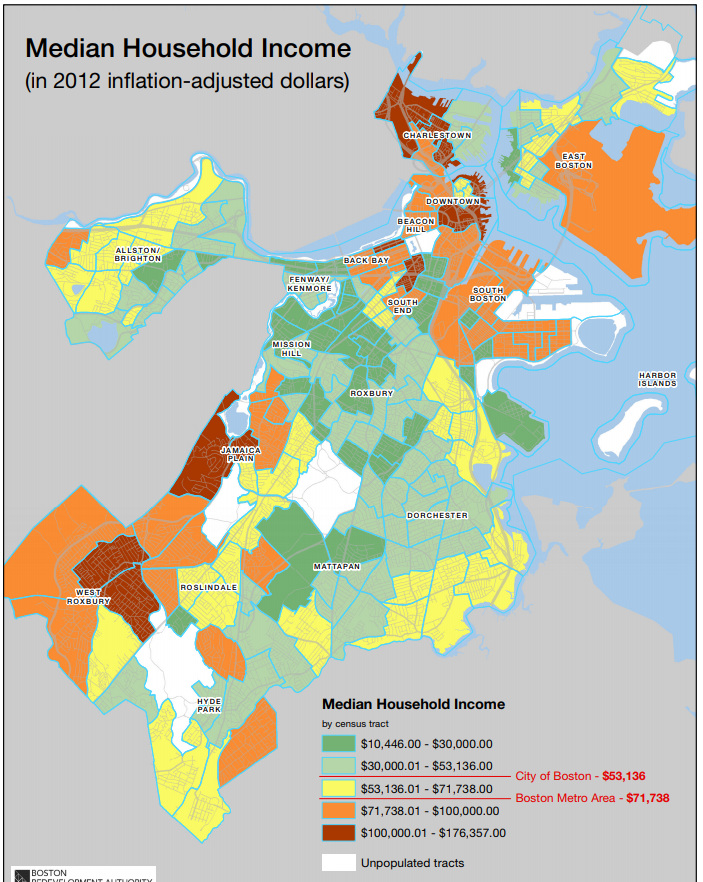 Median Household Income
(in 2012 inflation-adjusted dollars)
CHARLESTOWN
EAST
BOSTON
DOWNTOWN
BEACON
HILL
ALLSTON/
BRIGHTON
BACK BAY
FENWAY/
KENMORE
SOUTH
BOSTON
SOUTH
END
MISSION
HILL
HARBOR
ISLANDS
ROXBURY
JAMAICA
PLAIN
DORCHESTER
MATTAPAN
WEST
ROXBURY
ROSLINDALE
HYDE
PARK
Median Household Income
by census tract
$10,446.00 - $30,000.00
$30,000.01 - $53,136.00
City of Boston - $53,136
$53,136.01 - $71,738.00
Boston Metro Area - $71,738
$71,738.01 - $100,000.00
$100,000.01 - $176,357.00
Unpopulated tracts
BOSTON
REDEVELOPMENT AUTHORITY